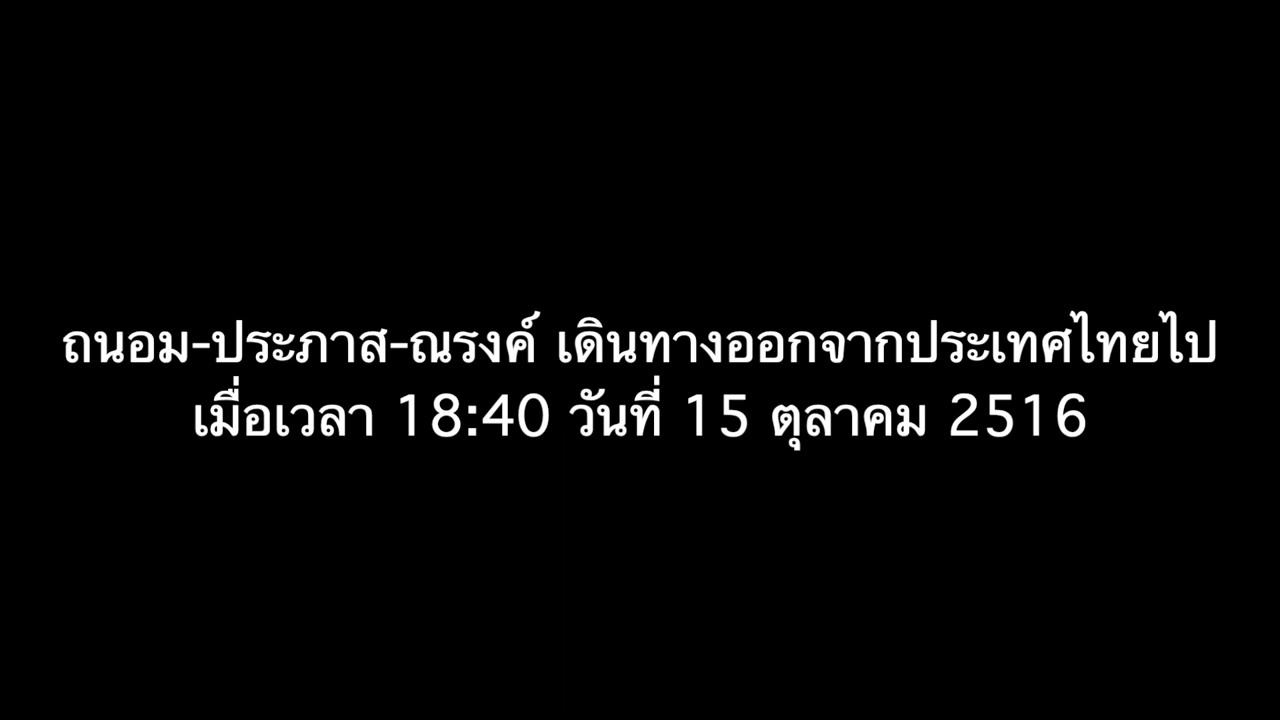 ถนอม-ประภาส-ณรงค์ เดินทางออกจากประเทศไทยไป
เมื่อเวลา 18:40 วันที่ 15 ตุลาคม 2516